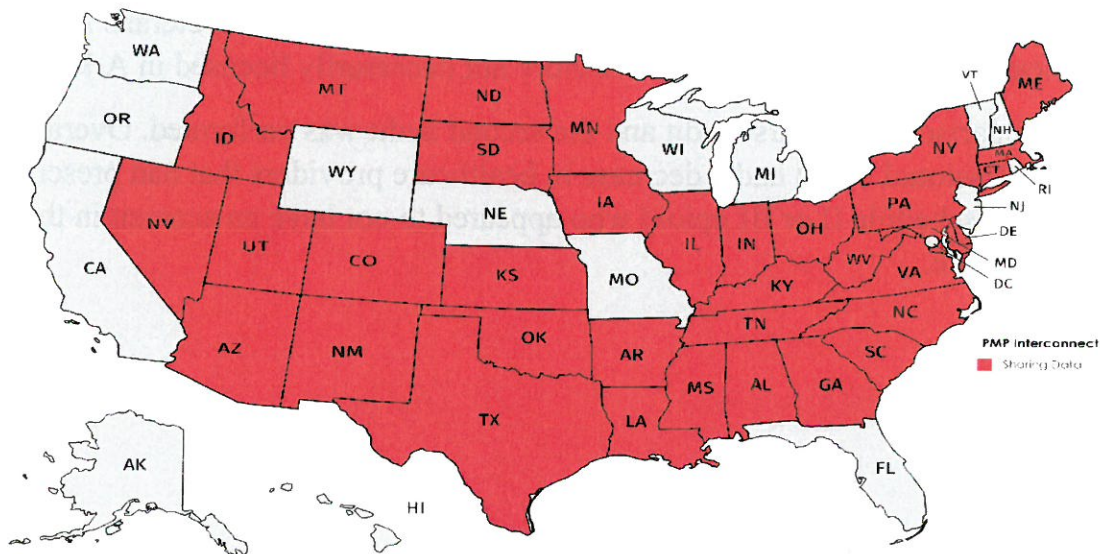 WA
OR
CA
ID
NV
MT
WY
UT
AZ
CO
NM
ND
SD
NE
KS
OK
TX
MN
IA
MO
AR
LA
WI
IL
MI
IN
OH
KY
TN
MS
AL
GA
WV
VA
NC
SC
FL
PA
NY
VT
NH
ME
MA
CT
RI
NJ
DE
MD
DC
AK
HI
PMP Interconnect
Sharing Data